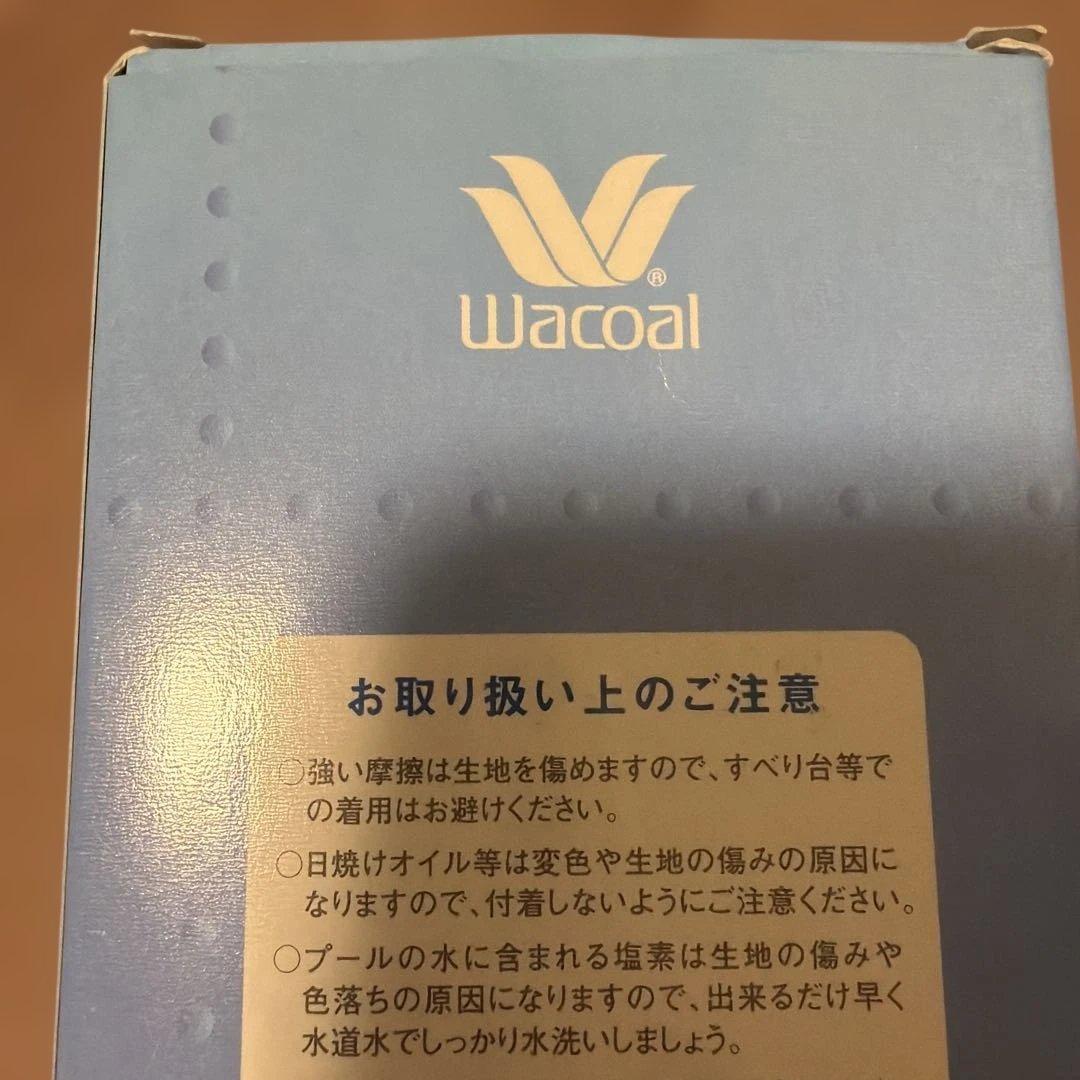 Wacoal®
お取り扱い上のご注意
○強い摩擦は生地を傷めますので、すべり台等で
の着用はお避けください。
○日焼けオイル等は変色や生地の傷みの原因に
なりますので、付着しないようにご注意ください。
○プールの水に含まれる塩素は生地の傷みや
色落ちの原因になりますので、出来るだけ早く
水道水でしっかり水洗いしましょう。